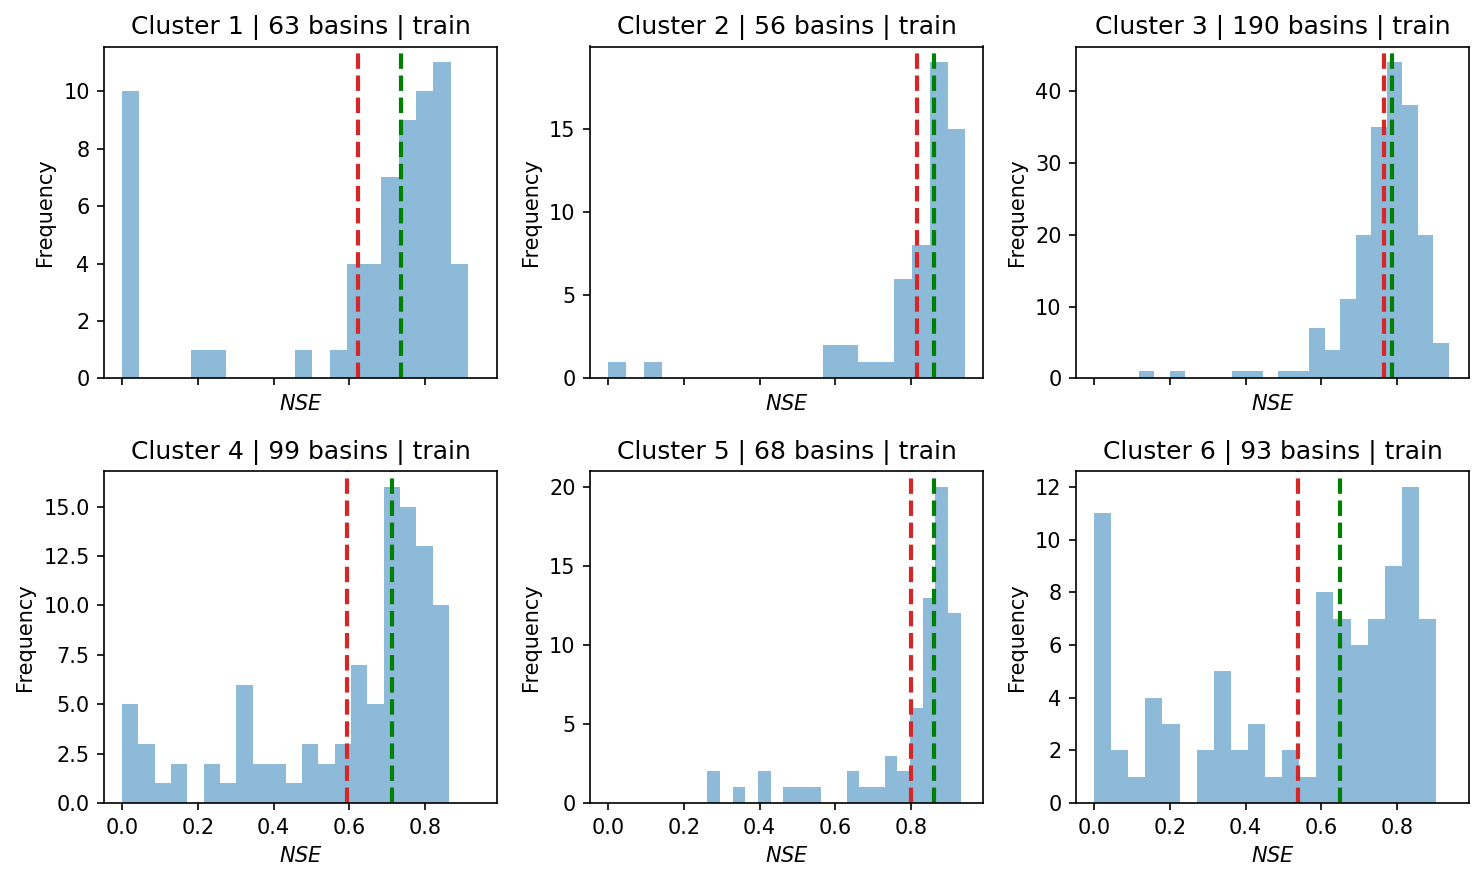 Cluster 1 | 63 basins | train
Cluster 2 | 56 basins | train
Cluster 3 | 190 basins | train
Frequency
10
8
6
4
2
0
NSE
Frequency
15
10
5
0
NSE
Frequency
40
30
20
10
0
NSE
Cluster 4 | 99 basins | train
Cluster 5 | 68 basins | train
Cluster 6 | 93 basins | train
Frequency
15.0
12.5
10.0
7.5
5.0
2.5
0.0
0.0 0.2 0.4 0.6 0.8
NSE
Frequency
20
15
10
5
0
0.0 0.2 0.4 0.6 0.8
NSE
Frequency
12
10
8
6
4
2
0
0.0 0.2 0.4 0.6 0.8
NSE